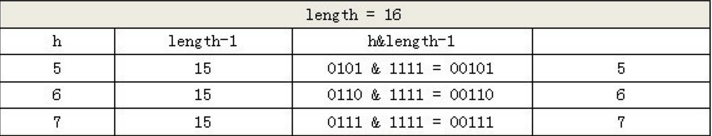 length = 16
h length-1 h&length-1
5 15 0101 & 1111 = 00101 5
6 15 0110 & 1111 = 00110 6
7 15 0111 & 1111 = 00111 7